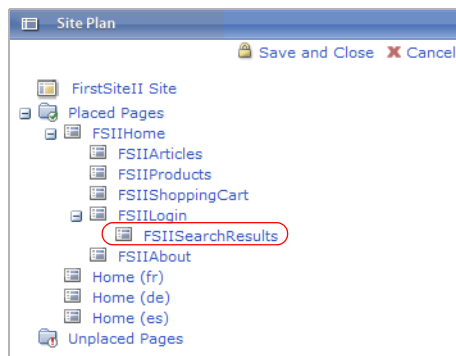 Site Plan
Save and Close Cancel
FirstSiteII Site
Placed Pages
FSIIHome
FSIIArticles
FSIIProducts
FSIIShoppingCart
FSIILogin
FSIISearchResults
FSIIAbout
Home (fr)
Home (de)
Home (es)
Unplaced Pages